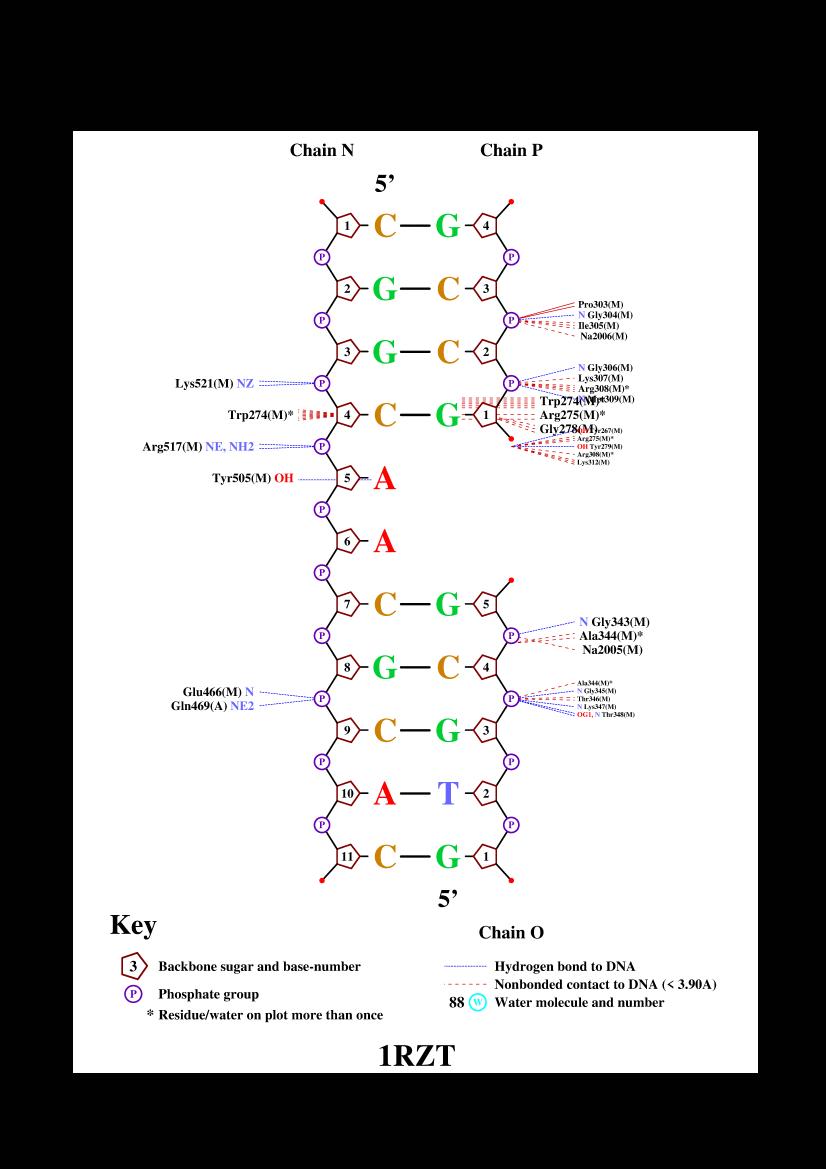 Chain N Chain P
5’
1 C G 4
P P
2 G C 3
Pro303(M)
N Gly304(M)
P P
Ile305(M)
Na2006(M)
3 G C 2
N Gly306(M)
Lys307(M)
Lys521(M) NZ P P
Arg308(M)*
Met309(M)
Trp274(M)*
Trp274(M)* 4 C G 1 Arg275(M)*
Gly278(M)
Tyr267(M)
Arg275(M)*
Arg517(M) NE, NH2 P OH Tyr279(M)
Arg308(M)*
Lys312(M)
Tyr505(M) OH 5 A
P
6 A
P
7 C G 5
N Gly343(M)
P P Ala344(M)*
Na2005(M)
8 G C 4
Ala344(M)*
Glu466(M) N N Gly345(M)
P P Thr346(M)
Gln469(A) NE2 N Lys347(M)
OG1, N Thr348(M)
9 C G 3
P P
10 A T 2
P P
11 C G 1
5’
Key
Chain O
3 Backbone sugar and base-number
Hydrogen bond to DNA
Nonbonded contact to DNA (< 3.90A)
P Phosphate group
88 W Water molecule and number
* Residue/water on plot more than once
1RZT